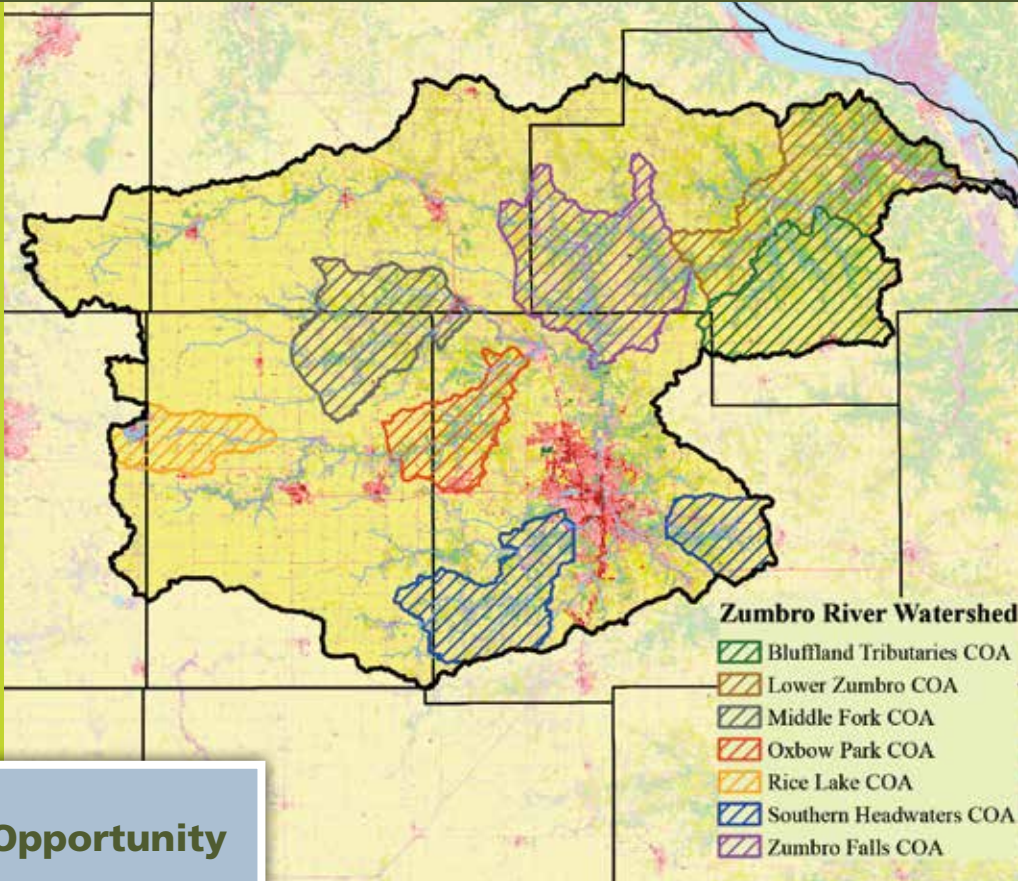 Zumbro River Watershed
Bluffland Tributaries COA
Lower Zumbro COA
Middle Fork COA
Oxbow Park COA
Rice Lake COA
Southern Headwaters COA
Zumbro Falls COA
Opportunity